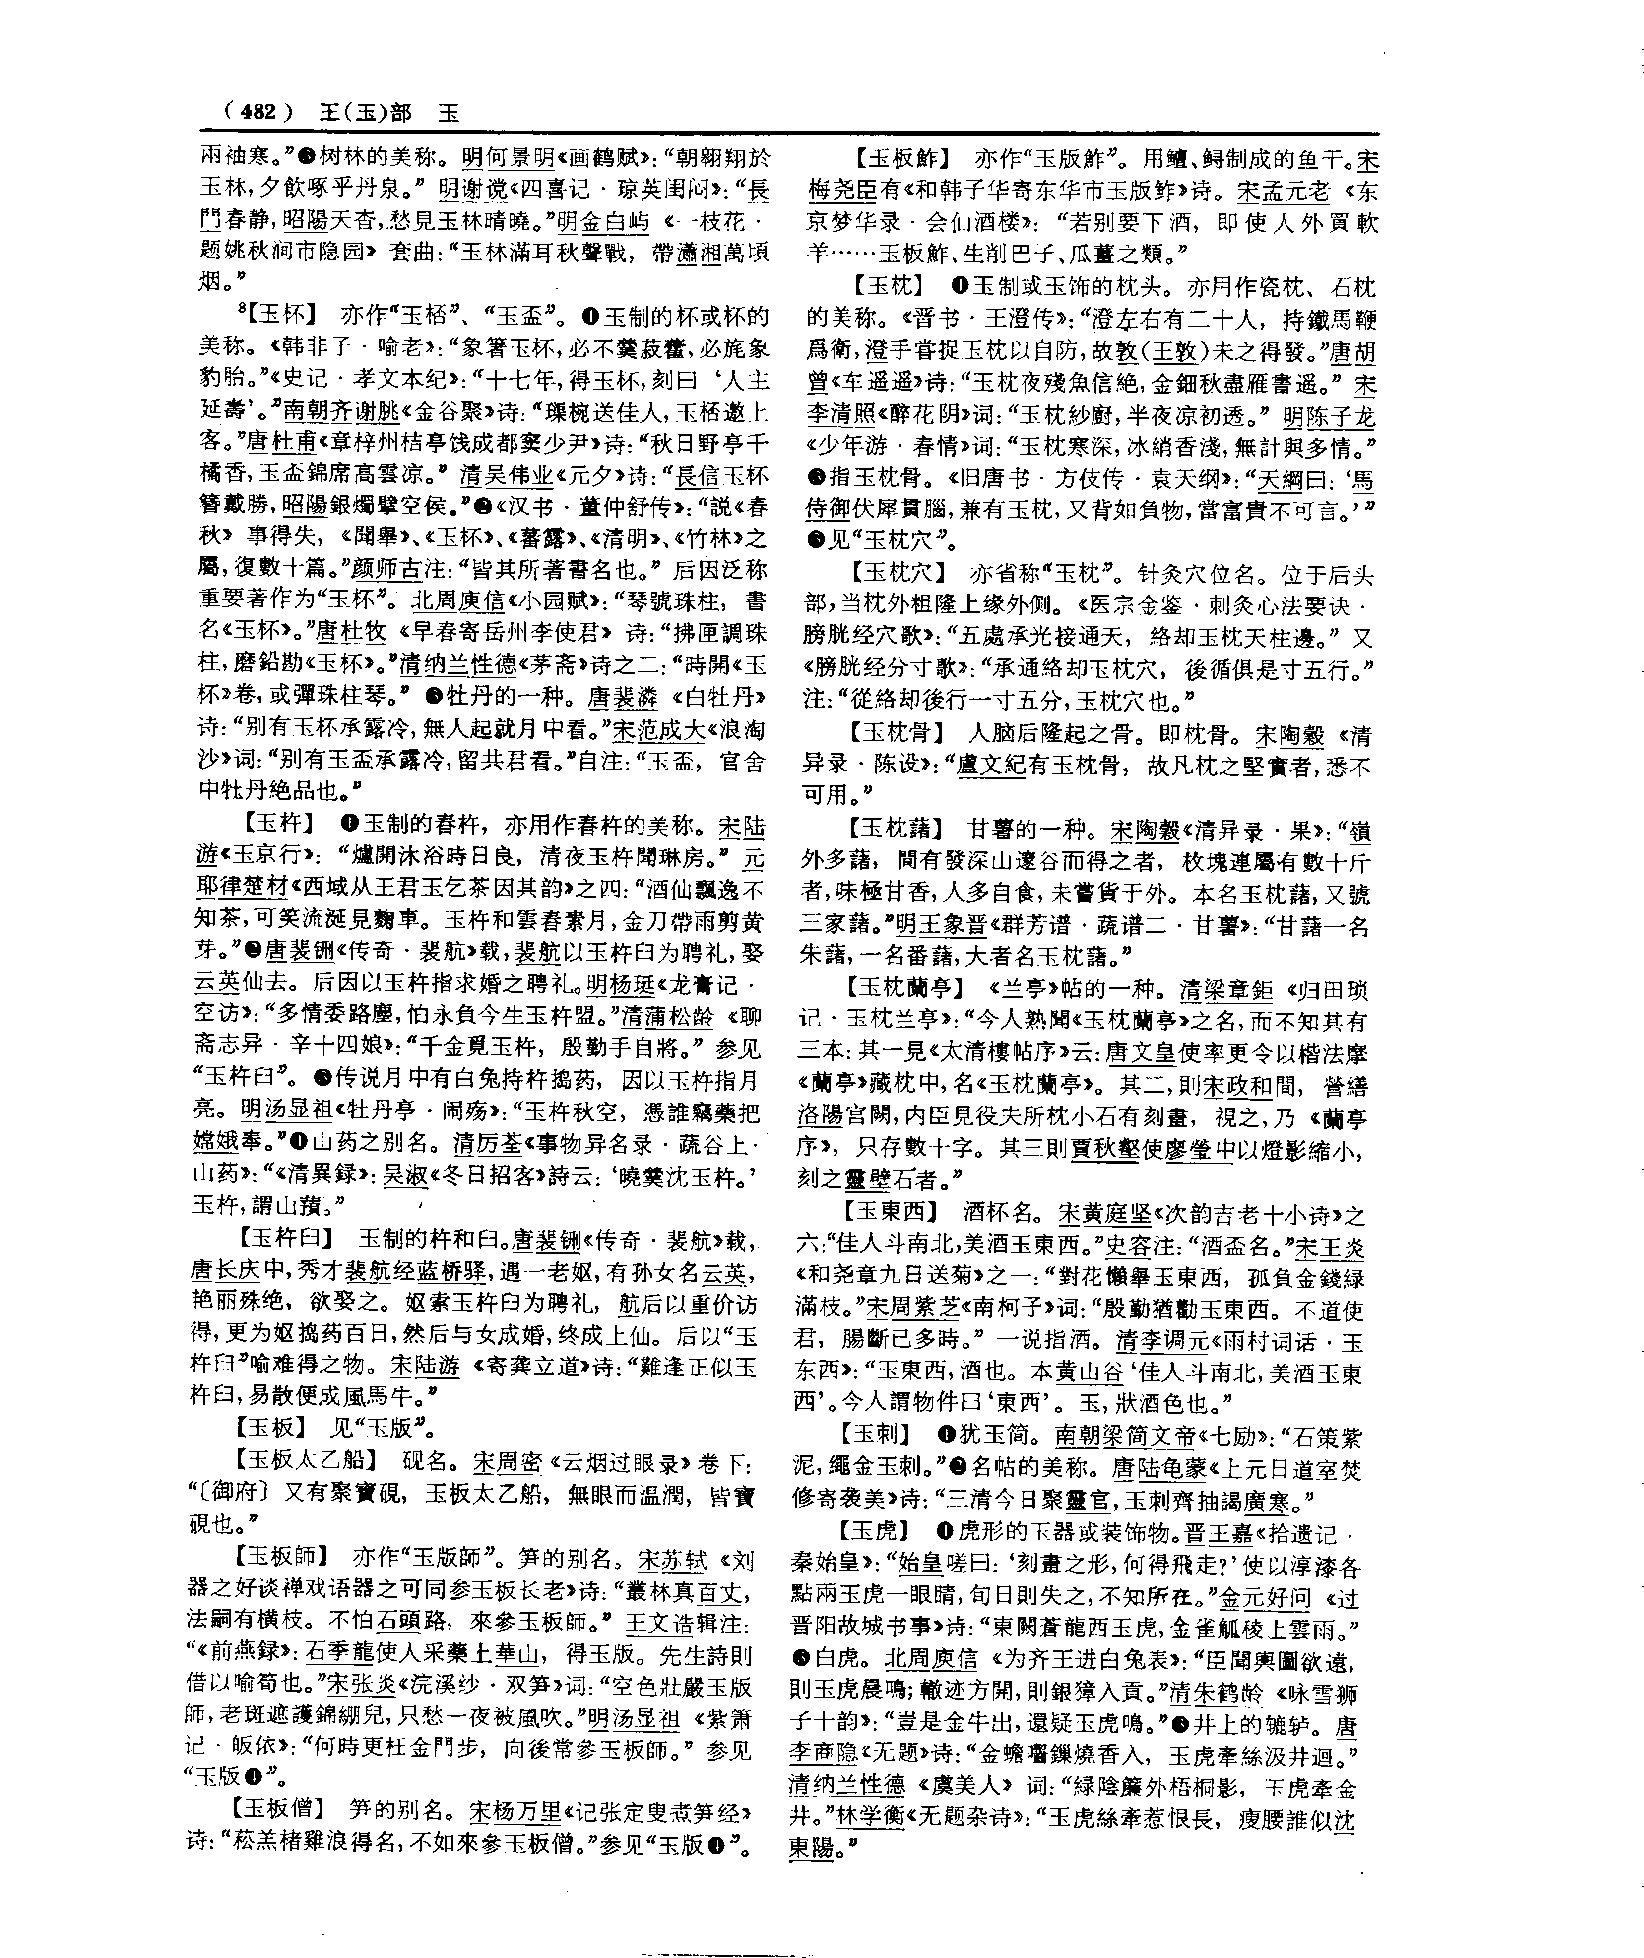 （482） 王(玉)部 玉
兩袖寒。”❸树林的美称。明何景明《画鹤赋》：“朝翱翔於
玉林，夕飲啄乎丹泉。”明谢谠《四喜记·琼英闺闷》：“長
門春静，昭陽天杳，愁見玉林晴曉。”明金白屿《一枝花·
题姚秋涧市隐园》套曲：“玉林滿耳秋聲戰，帶瀟湘萬頃
烟。”
8【玉杯】 亦作“玉桮”、“玉盃”。❶玉制的杯或杯的
美称。《韩非子·喻老》：“象箸玉杯，必不羹菽藿，必旄象
豹胎。”《史记·孝文本纪》：“十七年，得玉杯，刻曰‘人主
延壽’。”南朝齐谢朓《金谷聚》诗：“璖椀送佳人，玉桮邀上
客。”唐杜甫《章梓州桔亭饯成都窦少尹》诗：“秋日野亭千
橘香，玉盃錦席高雲凉。”清吴伟业《元夕》诗：“長信玉杯
簪戴勝，昭陽銀燭擘空侯。”❷《汉书·董仲舒传》：“説《春
秋》事得失，《聞舉》、《玉杯》、《蕃露》、《清明》、《竹林》之
屬，復數十篇。”颜师古注：“皆其所著書名也。”后因泛称
重要著作为“玉杯”。北周庾信《小园赋》：“琴號珠柱，書
名《玉杯》。”唐杜牧《早春寄岳州李使君》诗：“拂匣調珠
柱，磨鉛勘《玉杯》。”清纳兰性德《茅斋》诗之二：“時開《玉
杯》卷，或彈珠柱琴。”❸牡丹的一种。唐裴潾《白牡丹》
诗：“别有玉杯承露冷，無人起就月中看。”宋范成大《浪淘
沙》词：“别有玉盃承露冷，留共君看。”自注：“玉盃，官舍
中牡丹絶品也。”
【玉杵】 ❶玉制的舂杵，亦用作舂杵的美称。宋陆
游《玉京行》：“爐開沐浴時日良，清夜玉杵聞琳房。”元
耶律楚材《西域从王君玉乞茶因其韵》之四：“酒仙飄逸不
知茶，可笑流涎見麴車。玉杵和雲舂素月，金刀帶雨剪黄
芽。”❷唐裴铏《传奇·裴航》载，裴航以玉杵臼为聘礼，娶
云英仙去。后因以玉杵指求婚之聘礼。明杨珽《龙膏记·
空访》：“多情委路塵，怕永負今生玉杵盟。”清蒲松龄《聊
斋志异·辛十四娘》：“千金覓玉杵，殷勤手自將。”参见
“玉杵臼”。❸传说月中有白兔持杵捣药，因以玉杵指月
亮。明汤显祖《牡丹亭·闹殇》：“玉杵秋空，憑誰竊藥把
嫦娥奉。”❹山药之别名。清厉荃《事物异名录·蔬谷上·
山药》：“《清異録》：吴淑《冬日招客》詩云：‘曉羹沈玉杵。’
玉杵，謂山蕷。”
【玉杵臼】 玉制的杵和臼。唐裴铏《传奇·裴航》载，
唐长庆中，秀才裴航经蓝桥驿，遇一老妪，有孙女名云英，
艳丽殊绝，欲娶之。妪索玉杵臼为聘礼，航后以重价访
得，更为妪捣药百日，然后与女成婚，终成上仙。后以“玉
杵臼”喻难得之物。宋陆游《寄龚立道》诗：“難逢正似玉
杵臼，易散便成風馬牛。”
【玉板】 见“玉版”。
【玉板太乙船】 砚名。宋周密《云烟过眼录》卷下：
“〔御府〕又有聚寶硯，玉板太乙船，無眼而温潤，皆寶
硯也。”
【玉板師】 亦作“玉版師”。笋的别名。宋苏轼《刘
器之好谈禅戏语器之可同参玉板长老》诗：“叢林真百丈，
法嗣有横枝。不怕石頭路，來參玉板師。”王文诰辑注：
“《前燕録》：石季龍使人采藥上華山，得玉版。先生詩則
借以喻筍也。”宋张炎《浣溪纱·双笋》词：“空色壯嚴玉版
師，老斑遮護錦綳兒，只愁一夜被風吹。”明汤显祖《紫箫
记·皈依》：“何時更枉金門步，向後常參玉板師。”参见
“玉版❶”。
【玉板僧】 笋的别名。宋杨万里《记张定叟煮笋经》
诗：“菘羔楮雞浪得名，不如來參玉板僧。”参见“玉版❶”。
【玉板鮓】 亦作“玉版鮓”。用鳣、鲟制成的鱼干。宋
梅尧臣有《和韩子华寄东华市玉版鲊》诗。宋孟元老《东
京梦华录·会仙酒楼》：“若别要下酒，即使人外買軟
羊……玉板鮓、生削巴子、瓜薑之類。”
【玉枕】 ❶玉制或玉饰的枕头。亦用作瓷枕、石枕
的美称。《晋书·王澄传》：“澄左右有二十人，持鐵馬鞭
爲衛，澄手嘗捉玉枕以自防，故敦(王敦)未之得發。”唐胡
曾《车遥遥》诗：“玉枕夜殘魚信絶，金鈿秋盡雁書遥。”宋
李清照《醉花阴》词：“玉枕紗廚，半夜凉初透。”明陈子龙
《少年游·春情》词：“玉枕寒深，冰綃香淺，無計與多情。”
❷指玉枕骨。《旧唐书·方伎传·袁天纲》：“天綱曰：‘馬
侍御伏犀貫腦，兼有玉枕，又背如負物，當富貴不可言。’”
❸见“玉枕穴”。
【玉枕穴】 亦省称“玉枕”。针灸穴位名。位于后头
部，当枕外粗隆上缘外侧。《医宗金鉴·刺灸心法要诀·
膀胱经穴歌》：“五處承光接通天，絡却玉枕天柱邊。”又
《膀胱经分寸歌》：“承通絡却玉枕穴，後循俱是寸五行。”
注：“從絡却後行一寸五分，玉枕穴也。”
【玉枕骨】 人脑后隆起之骨。即枕骨。宋陶穀《清
异录·陈设》：“盧文紀有玉枕骨，故凡枕之堅實者，悉不
可用。”
【玉枕藷】 甘薯的一种。宋陶穀《清异录·果》：“嶺
外多藷，間有發深山邃谷而得之者，枚塊連屬有數十斤
者，味極甘香，人多自食，未嘗貨于外。本名玉枕藷，又號
三家藷。”明王象晋《群芳谱·蔬谱二·甘薯》：“甘藷一名
朱藷，一名番藷，大者名玉枕藷。”
【玉枕蘭亭】 《兰亭》帖的一种。清梁章鉅《归田琐
记·玉枕兰亭》：“今人熟聞《玉枕蘭亭》之名，而不知其有
三本：其一見《太清樓帖序》云：唐文皇使率更令以楷法摩
《蘭亭》藏枕中，名《玉枕蘭亭》。其二，則宋政和間，營繕
洛陽宫闕，内臣見役夫所枕小石有刻畫，視之，乃《蘭亭
序》，只存數十字。其三則賈秋壑使廖瑩中以燈影縮小，
刻之靈壁石者。”
【玉東西】 酒杯名。宋黄庭坚《次韵吉老十小诗》之
六：“佳人斗南北，美酒玉東西。”史容注：“酒盃名。”宋王炎
《和尧章九日送菊》之一：“對花懶舉玉東西，孤負金錢緑
滿枝。”宋周紫芝《南柯子》词：“殷勤猶勸玉東西。不道使
君，腸斷已多時。”一说指酒。清李调元《雨村词话·玉
东西》：“玉東西，酒也。本黄山谷‘佳人斗南北，美酒玉東
西’。今人謂物件曰‘東西’。玉，狀酒色也。”
【玉刺】 ❶犹玉简。南朝梁简文帝《七励》：“石策紫
泥，繩金玉刺。”❷名帖的美称。唐陆龟蒙《上元日道室焚
修寄袭美》诗：“三清今日聚靈官，玉刺齊抽謁廣寒。”
【玉虎】 ❶虎形的玉器或装饰物。晋王嘉《拾遗记·
秦始皇》：“始皇嗟曰：‘刻畫之形，何得飛走？’使以淳漆各
點兩玉虎一眼睛，旬日則失之，不知所在。”金元好问《过
晋阳故城书事》诗：“東闕蒼龍西玉虎，金雀觚稜上雲雨。”
❷白虎。北周庾信《为齐王进白兔表》：“臣聞輿圖欲遠，
則玉虎晨鳴；轍迹方開，則銀獐入貢。”清朱鹤龄《咏雪狮
子十韵》：“豈是金牛出，還疑玉虎鳴。”❸井上的辘轳。唐
李商隐《无题》诗：“金蟾齧鏁燒香入，玉虎牽絲汲井迴。”
清纳兰性德《虞美人》词：“緑陰簾外梧桐影，玉虎牽金
井。”林学衡《无题杂诗》：“玉虎絲牽惹恨長，瘦腰誰似沈
東陽。”